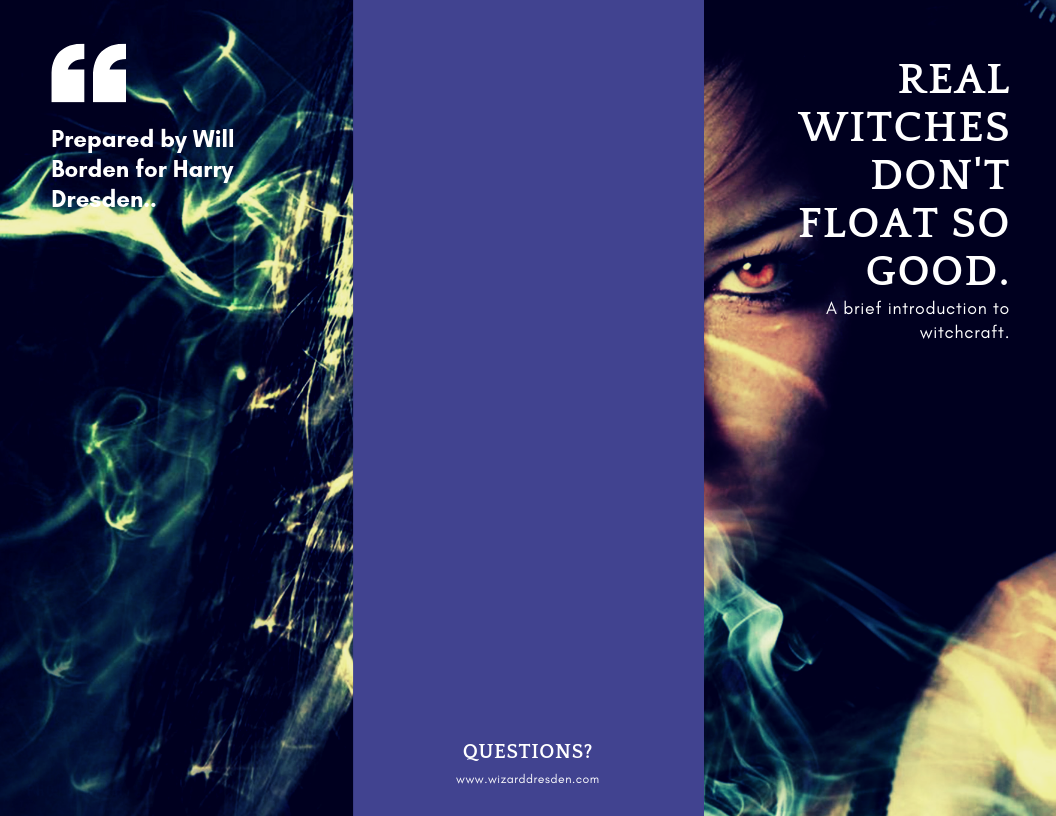 Prepared by Will
Borden for Harry
Dresden..
QUESTIONS?
www.wizarddresden.com
REAL
WITCHES
DON'T
FLOAT SO
GOOD.
A brief introduction to
witchcraft.